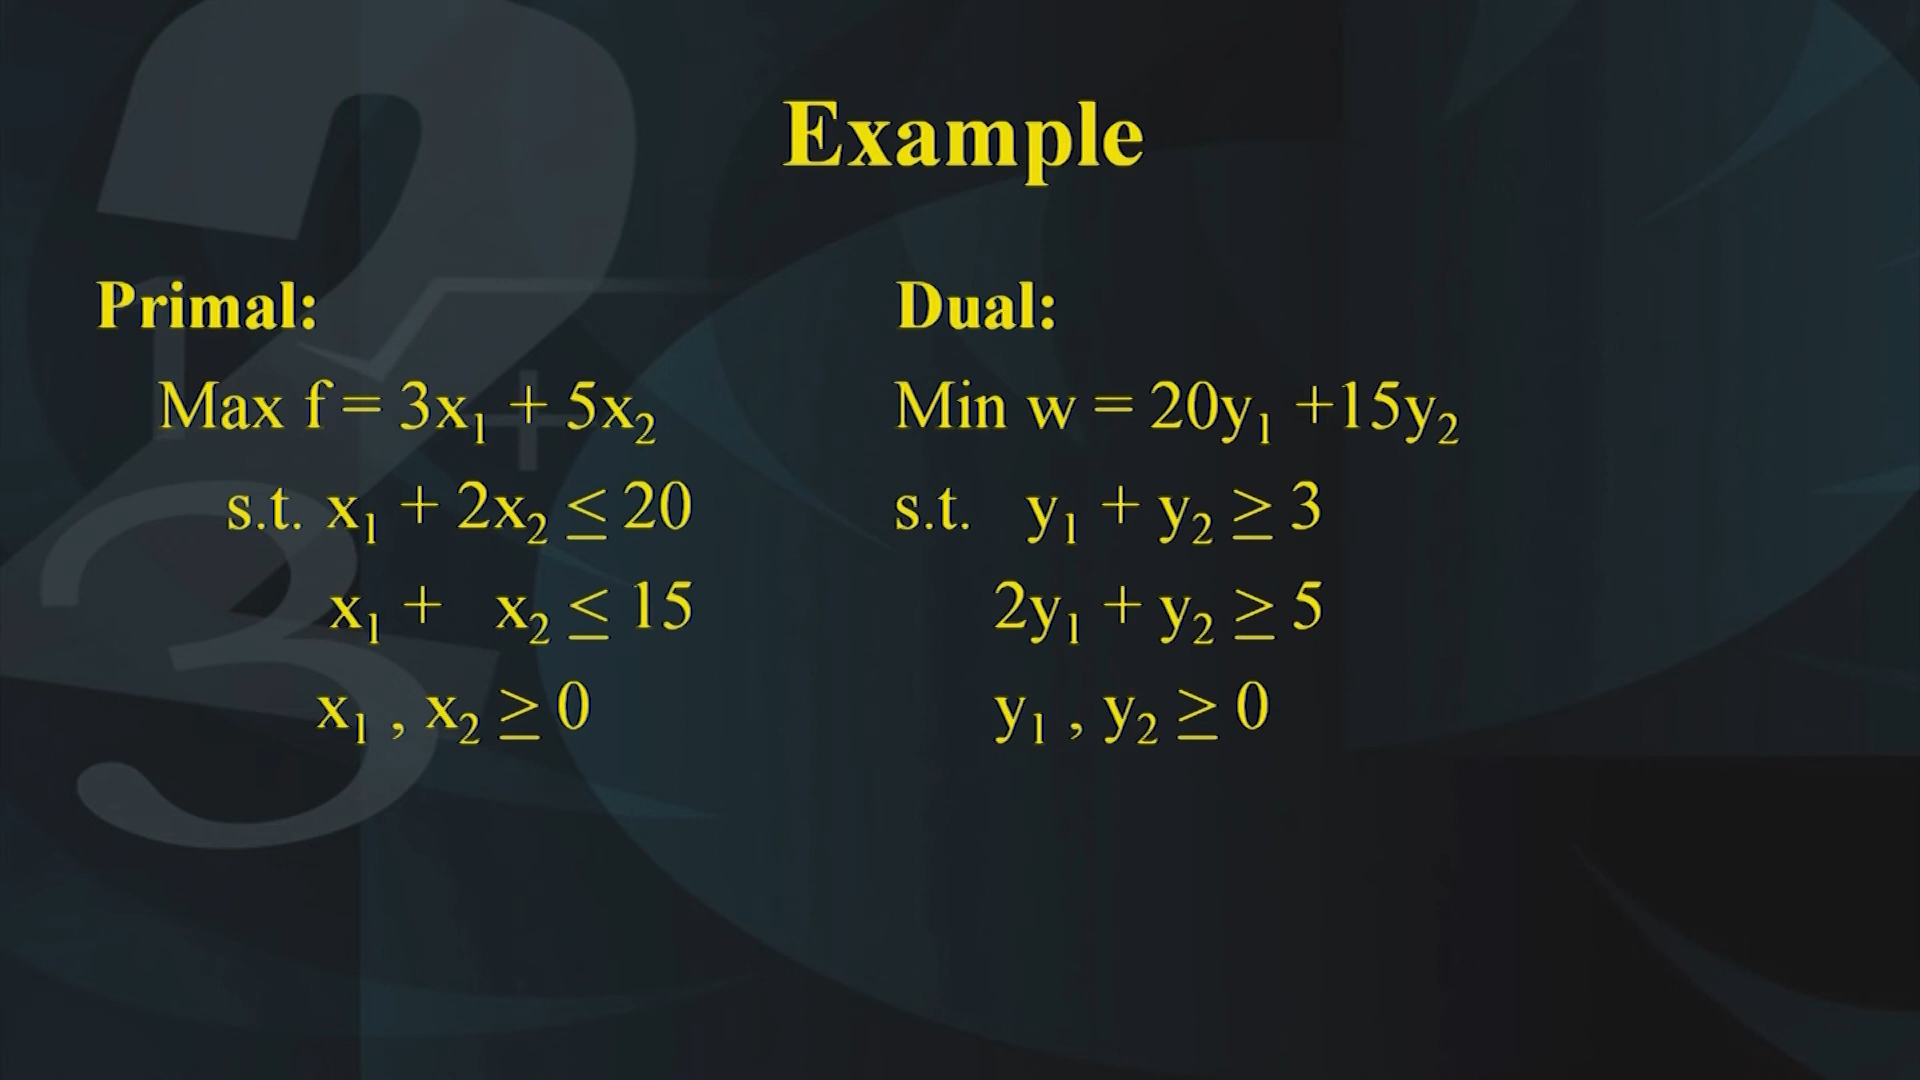 Example
Primal:
Max f = 3x₁ + 5x₂
s.t. x₁ + 2x₂ ≤ 20
x₁ + x₂ ≤ 15
x₁ , x₂ ≥ 0
Dual:
Min w = 20y₁ +15y₂
s.t. y₁ + y₂ ≥ 3
2y₁ + y₂ ≥ 5
y₁ , y₂ ≥ 0